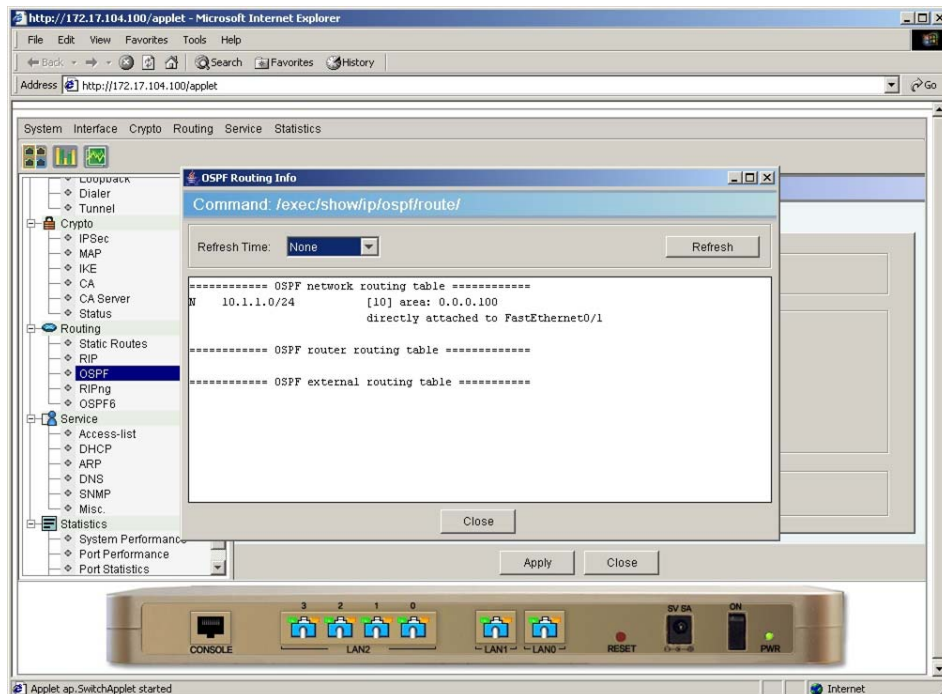 http://172.17.104.100/applet - Microsoft Internet Explorer
File Edit View Favorites Tools Help
Back Search Favorites History
Address http://172.17.104.100/applet Go
System Interface Crypto Routing Service Statistics
Loopback
Dialer
Tunnel
Crypto
IPSec
MAP
IKE
CA
CA Server
Status
Routing
Static Routes
RIP
OSPF
RIPng
OSPF6
Service
Access-list
DHCP
ARP
DNS
SNMP
Misc.
Statistics
System Performance
Port Performance
Port Statistics
OSPF Routing Info
Command: /exec/show/ip/ospf/route/
Refresh Time: None Refresh
============ OSPF network routing table ============
N 10.1.1.0/24 [10] area: 0.0.0.100
directly attached to FastEthernet0/1
============ OSPF router routing table =============
============ OSPF external routing table ===========
Close
Apply Close
3 2 1 0
CONSOLE LAN2 LAN1 LAN0 RESET 5V 5A ON PWR
Applet ap.SwitchApplet started Internet